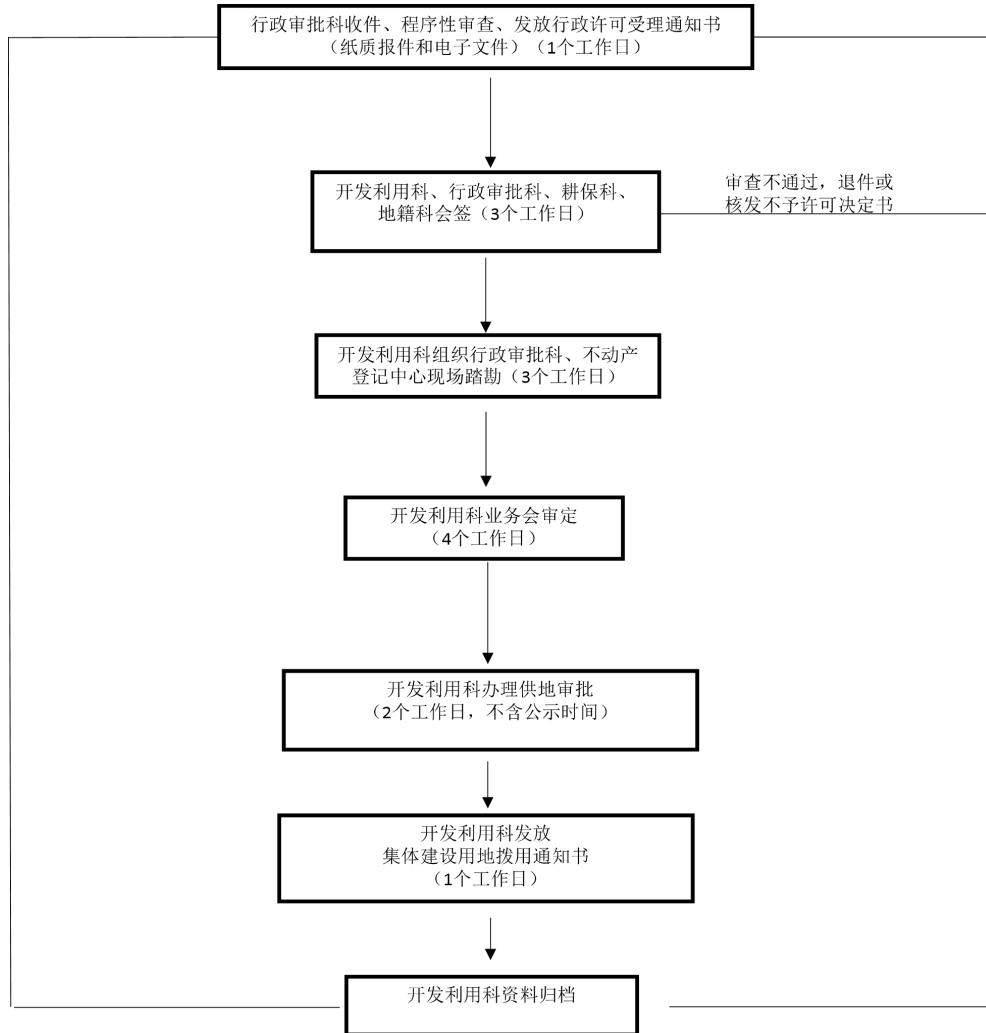 行政审批科收件、程序性审查、发放行政许可受理通知书
（纸质报件和电子文件）（1个工作日）
开发利用科、行政审批科、耕保科、
地籍科会签（3个工作日）
审查不通过，退件或
核发不予许可决定书
开发利用科组织行政审批科、不动产
登记中心现场踏勘（3个工作日）
开发利用科业务会审定
（4个工作日）
开发利用科办理供地审批
（2个工作日，不含公示时间）
开发利用科发放
集体建设用地拨用通知书
（1个工作日）
开发利用科资料归档